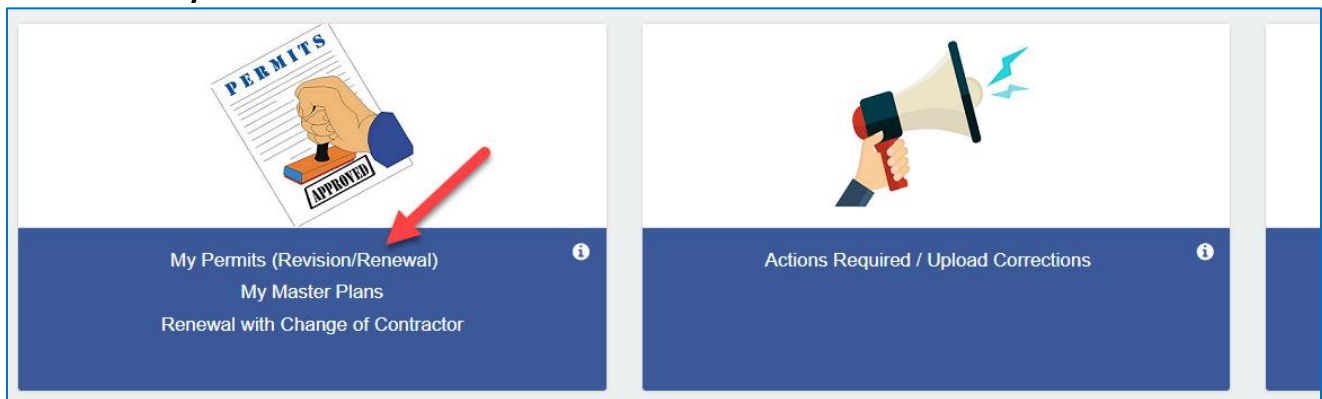 PERMITS
APPROVED
My Permits (Revision/Renewal)
My Master Plans
Renewal with Change of Contractor
Actions Required / Upload Corrections